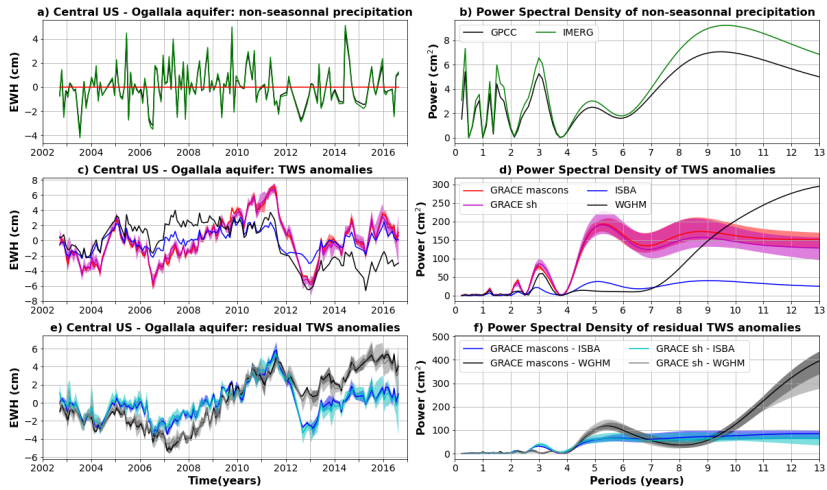 a) Central US - Ogallala aquifer: non-seasonnal precipitation
EWH (cm)
4
2
0
−2
−4
2002 2004 2006 2008 2010 2012 2014 2016
b) Power Spectral Density of non-seasonnal precipitation
Power (cm2)
GPCC IMERG
8
6
4
2
0
0 1 2 3 4 5 6 7 8 9 10 11 12 13
c) Central US - Ogallala aquifer: TWS anomalies
EWH (cm)
8
6
4
2
0
−2
−4
−6
−8
2002 2004 2006 2008 2010 2012 2014 2016
d) Power Spectral Density of TWS anomalies
Power (cm2)
GRACE mascons ISBA
GRACE sh WGHM
300
250
200
150
100
50
0
0 1 2 3 4 5 6 7 8 9 10 11 12 13
e) Central US - Ogallala aquifer: residual TWS anomalies
EWH (cm)
6
4
2
0
−2
−4
−6
2002 2004 2006 2008 2010 2012 2014 2016
Time(years)
f) Power Spectral Density of residual TWS anomalies
Power (cm2)
GRACE mascons - ISBA GRACE sh - ISBA
GRACE mascons - WGHM GRACE sh - WGHM
500
400
300
200
100
0
0 1 2 3 4 5 6 7 8 9 10 11 12 13
Periods (years)